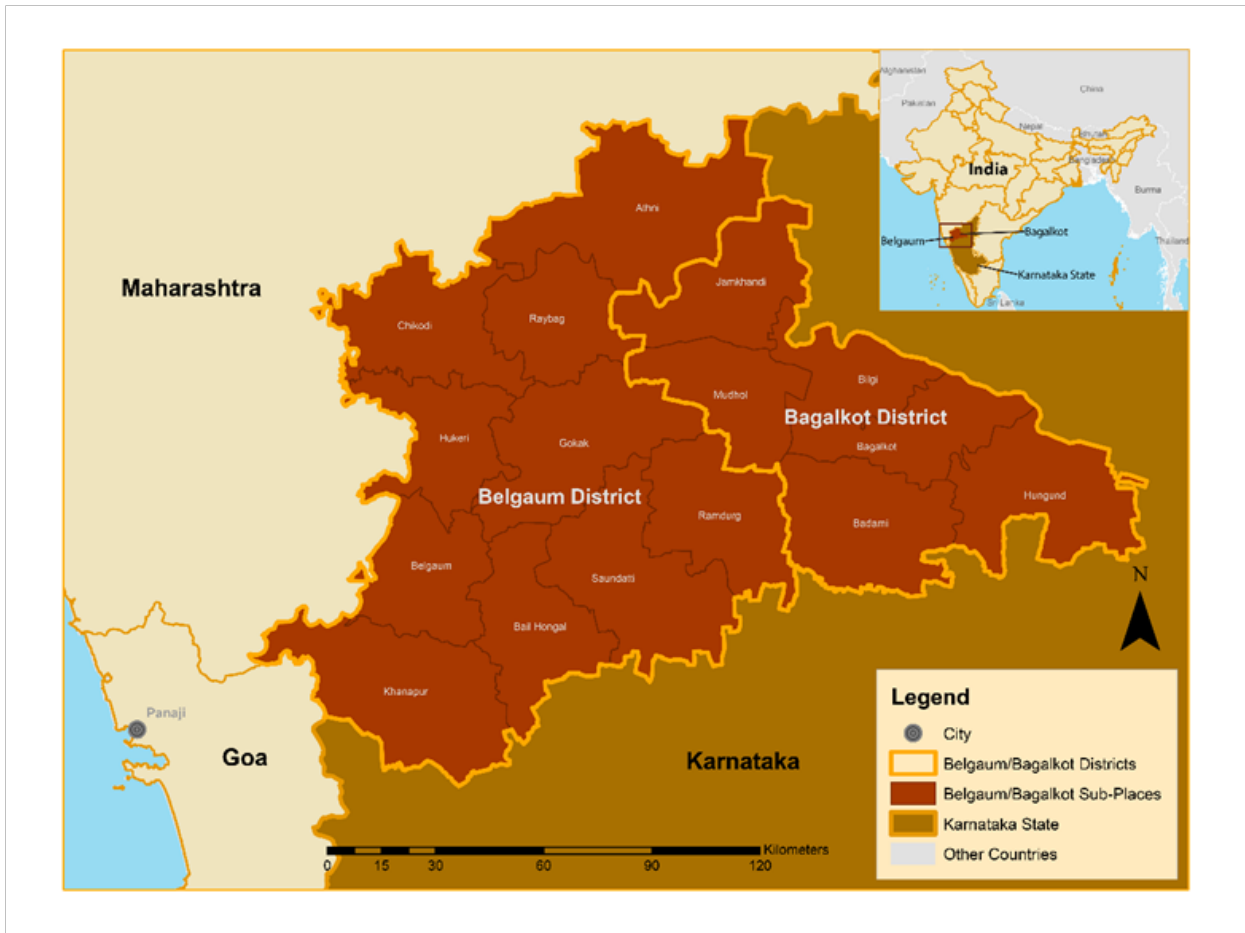 Afghanistan
China
Pakistan
Nepal
Bhutan
Bangladesh
India
Burma
Belgaum
Bagalkot
Thailand
Karnataka State
Sri Lanka
Maharashtra
Athni
Jamkhandi
Chikodi
Raybag
Bilgi
Mudhol
Bagalkot District
Hukeri
Gokak
Bagalkot
Belgaum District
Hungund
Ramdurg
Badami
Belgaum
Saundatti
N
Bail Hongal
Khanapur
Panaji
Goa
Karnataka
Legend
City
Belgaum/Bagalkot Districts
Belgaum/Bagalkot Sub-Places
Karnataka State
Other Countries
Kilometers
0 15 30 60 90 120